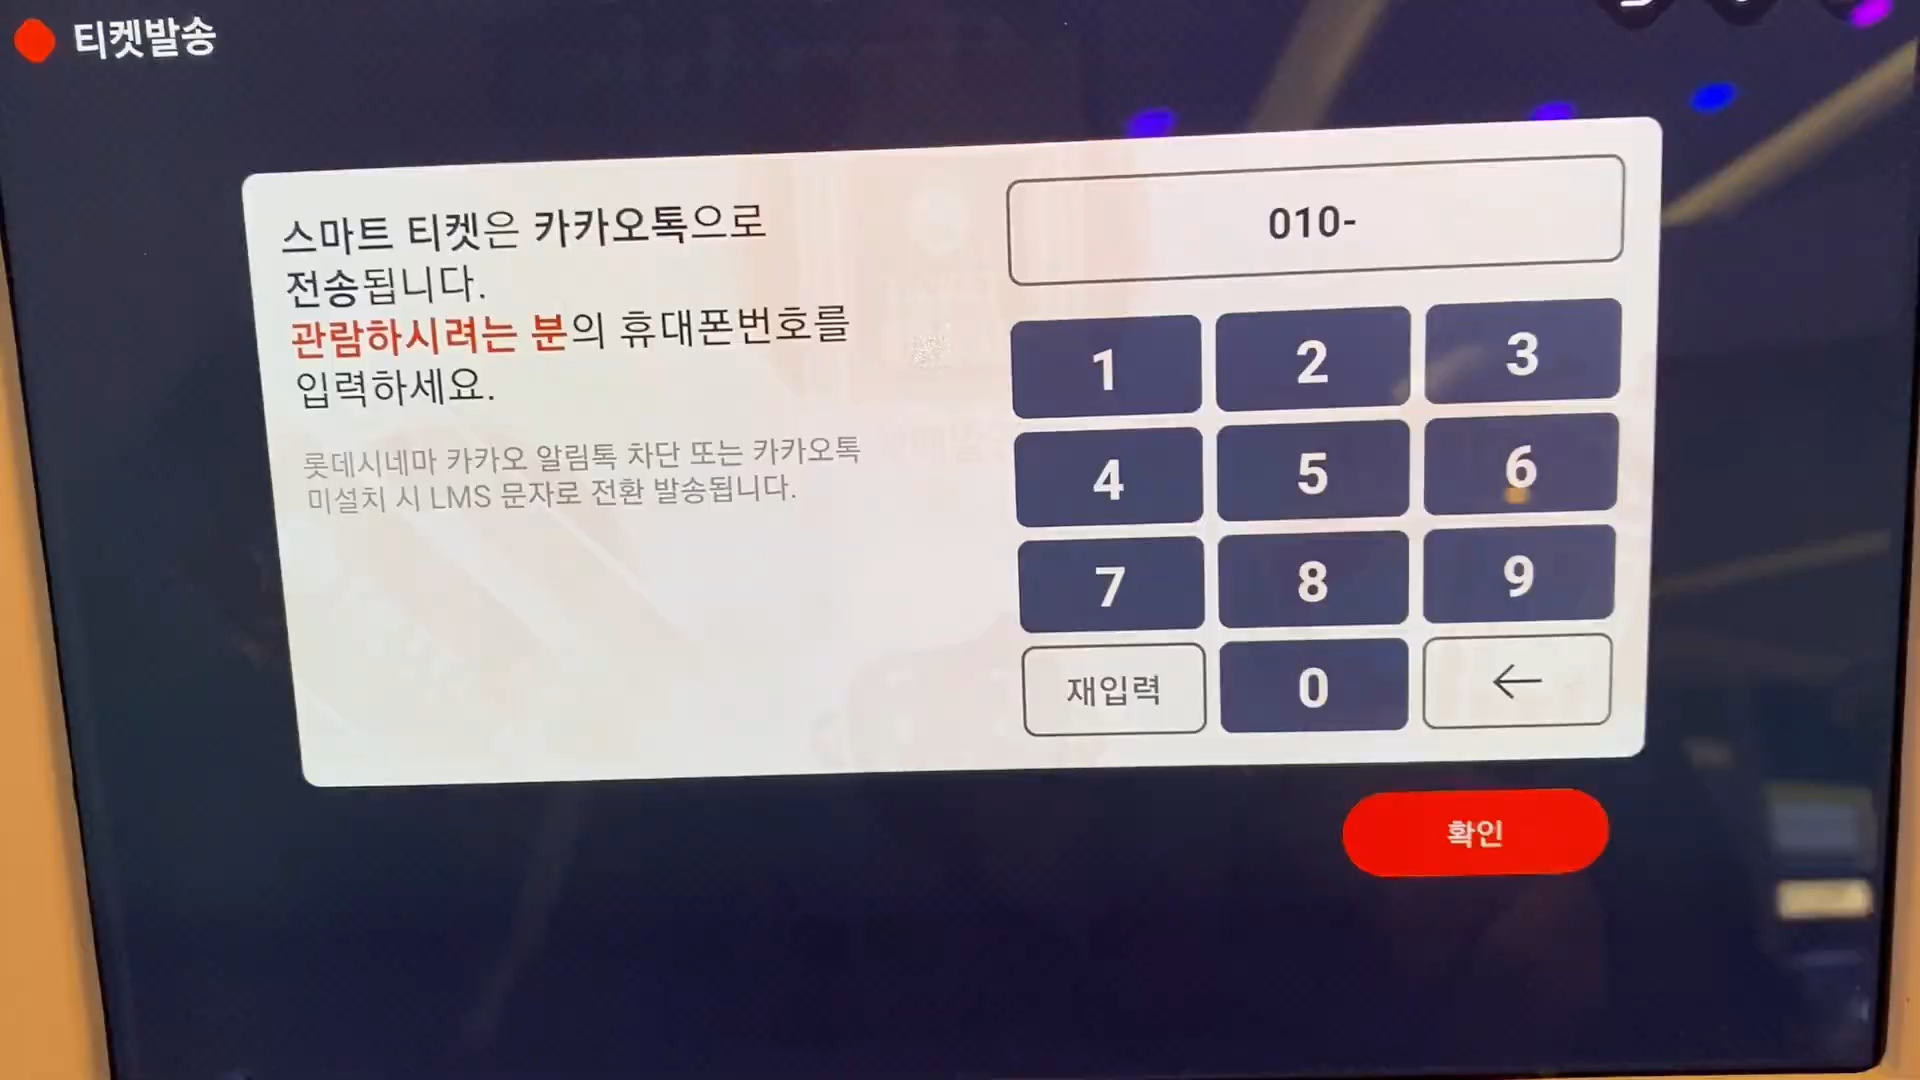 티켓발송
스마트 티켓은 카카오톡으로
전송됩니다.
관람하시려는 분의 휴대폰번호를
입력하세요.
롯데시네마 카카오 알림톡 차단 또는 카카오톡
미설치 시 LMS 문자로 전환 발송됩니다.
010-
1 2 3
4 5 6
7 8 9
재입력 0 ←
확인